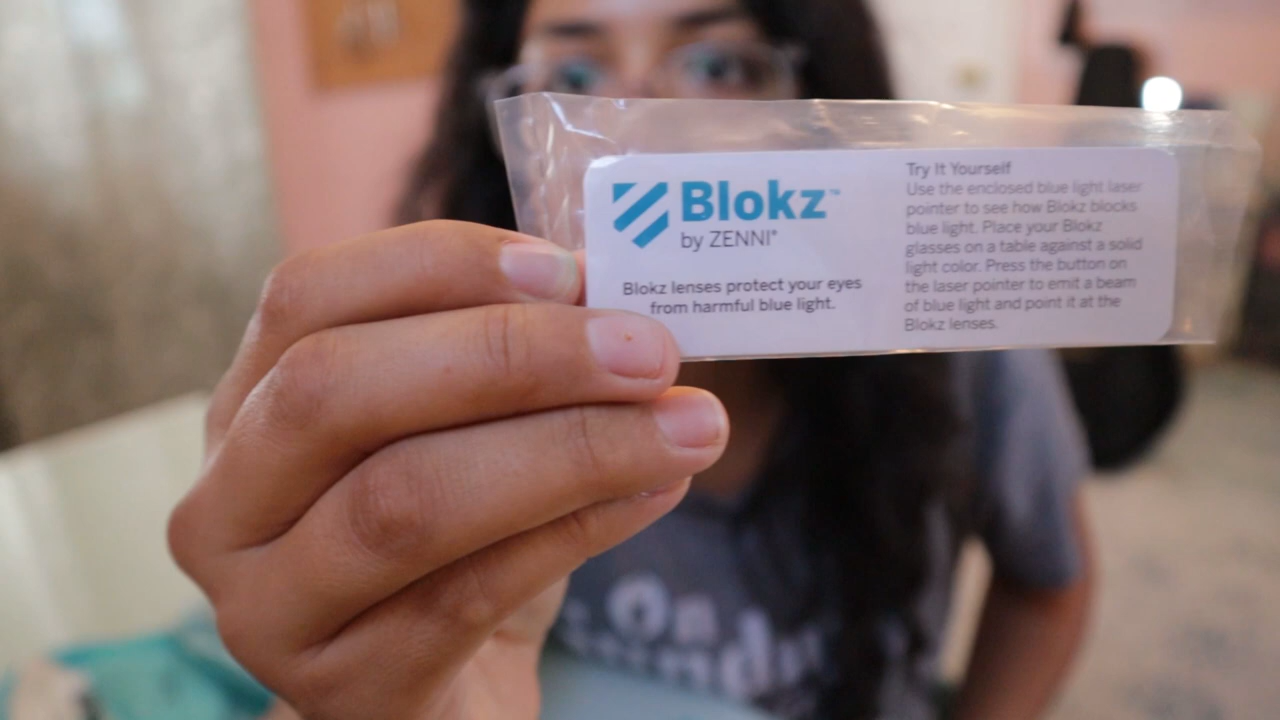 Blokz™
by ZENNI®
Blokz lenses protect your eyes
from harmful blue light.
Try It Yourself
Use the enclosed blue light laser
pointer to see how Blokz blocks
blue light. Place your Blokz
glasses on a table against a solid
light color. Press the button on
the laser pointer to emit a beam
of blue light and point it at the
Blokz lenses.
On